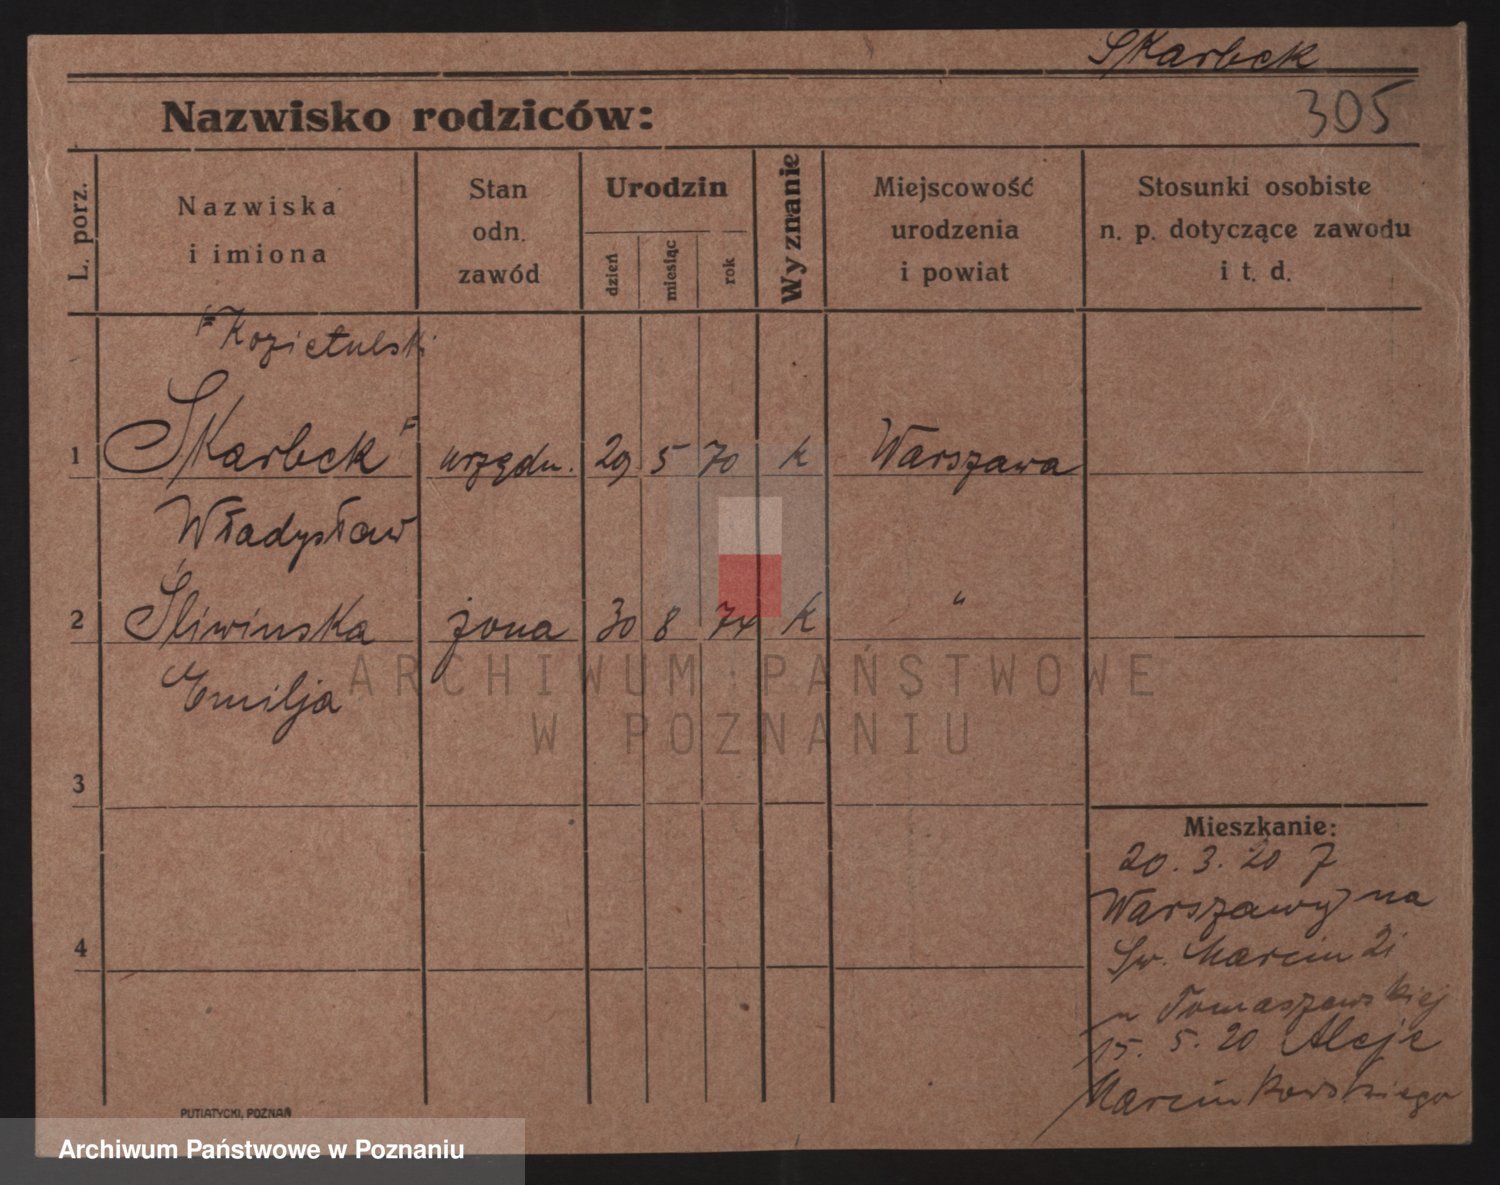 Skarbek
305
Nazwisko rodziców:
L. porz.
Nazwiska
i imiona
Stan
odn.
zawód
Urodzin
dzień
miesiąc
rok
Wyznanie
Miejscowość
urodzenia
i powiat
Stosunki osobiste
n. p. dotyczące zawodu
i t. d.
Kozietulski
1 Skarbek urzędn. 29 5 70 k Warszawa
Władysław
2 Śliwinska żona 30 8 74 k "
Emilja
3
4
Mieszkanie:
20. 3. 20 z
Warszawy na
Św. Marcin
Tomaszewskiej
15. 5. 20 Aleje
Marcinkowskiego
PUTIATYCKI, POZNAŃ
ARCHIWUM PAŃSTWOWE
W POZNANIU
Archiwum Państwowe w Poznaniu